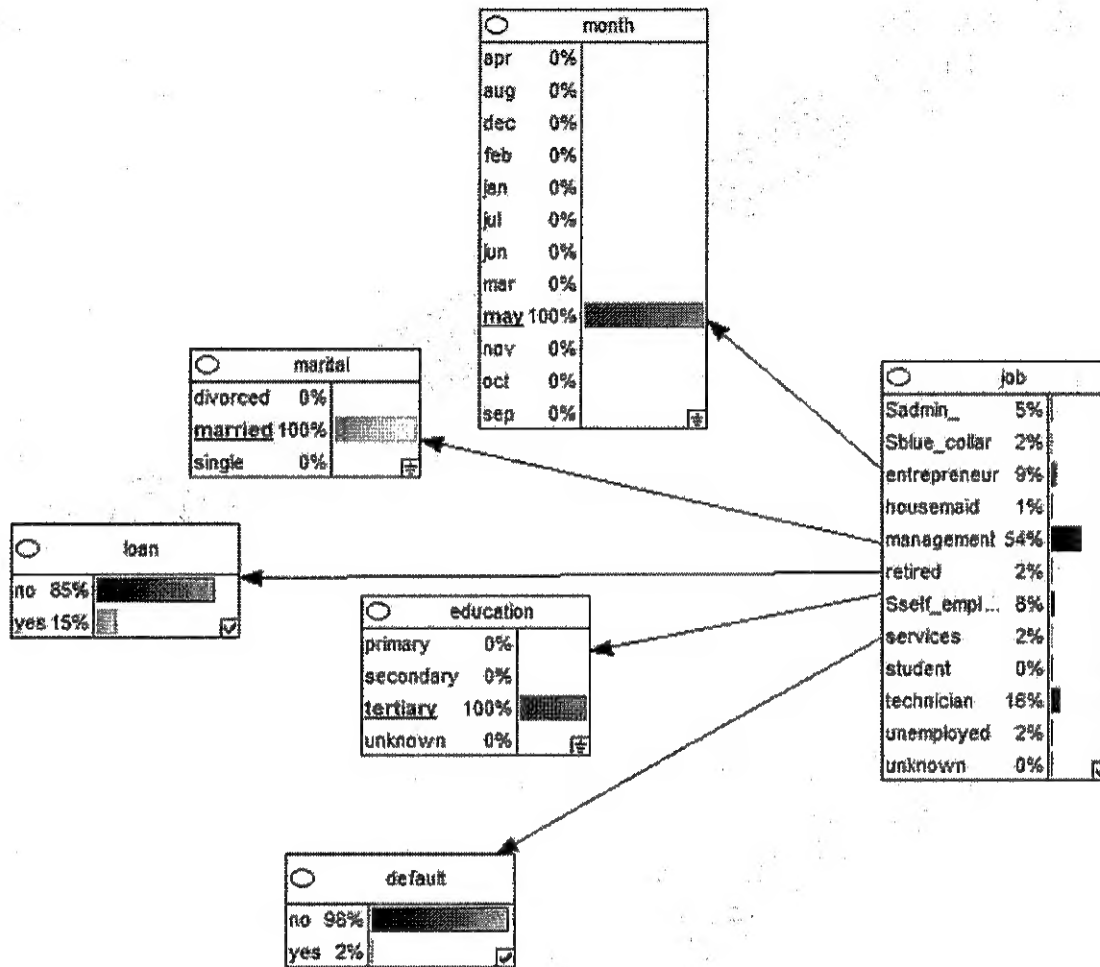 month
apr 0%
aug 0%
dec 0%
feb 0%
jan 0%
jul 0%
jun 0%
mar 0%
may 100%
nov 0%
oct 0%
sep 0%
marital
divorced 0%
married 100%
single 0%
job
Sadmin_ 5%
Sblue_collar 2%
entrepreneur 9%
housemaid 1%
management 54%
retired 2%
Sself_empl... 8%
services 2%
student 0%
technician 16%
unemployed 2%
unknown 0%
loan
no 85%
yes 15%
education
primary 0%
secondary 0%
tertiary 100%
unknown 0%
default
no 98%
yes 2%